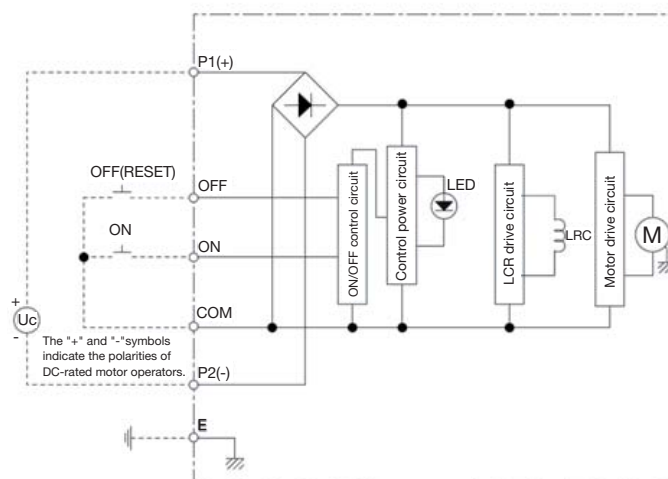 P1(+)
OFF(RESET)
OFF
ON
ON
COM
+
Uc
-
The "+" and "-"symbols
indicate the polarities of
DC-rated motor operators.
P2(-)
E
ON/OFF control circuit
Control power circuit
LED
LCR drive circuit
LRC
Motor drive circuit
M